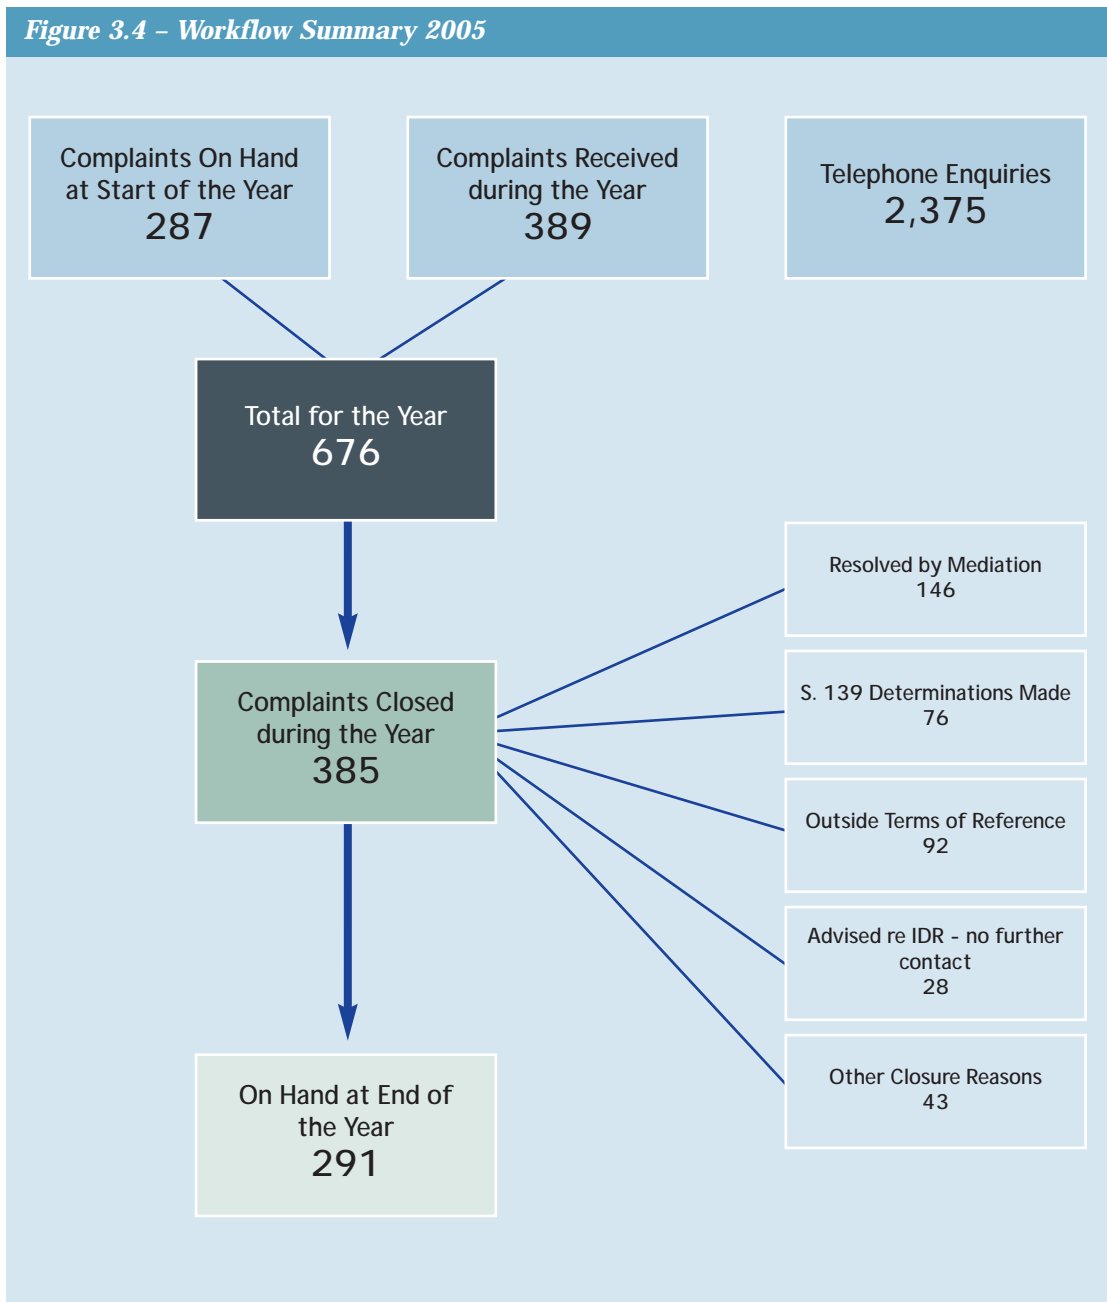 Figure 3.4 – Workflow Summary 2005
Complaints On Hand
at Start of the Year
287
Complaints Received
during the Year
389
Telephone Enquiries
2,375
Total for the Year
676
Complaints Closed
during the Year
385
Resolved by Mediation
146
S. 139 Determinations Made
76
Outside Terms of Reference
92
Advised re IDR - no further
contact
28
Other Closure Reasons
43
On Hand at End of
the Year
291